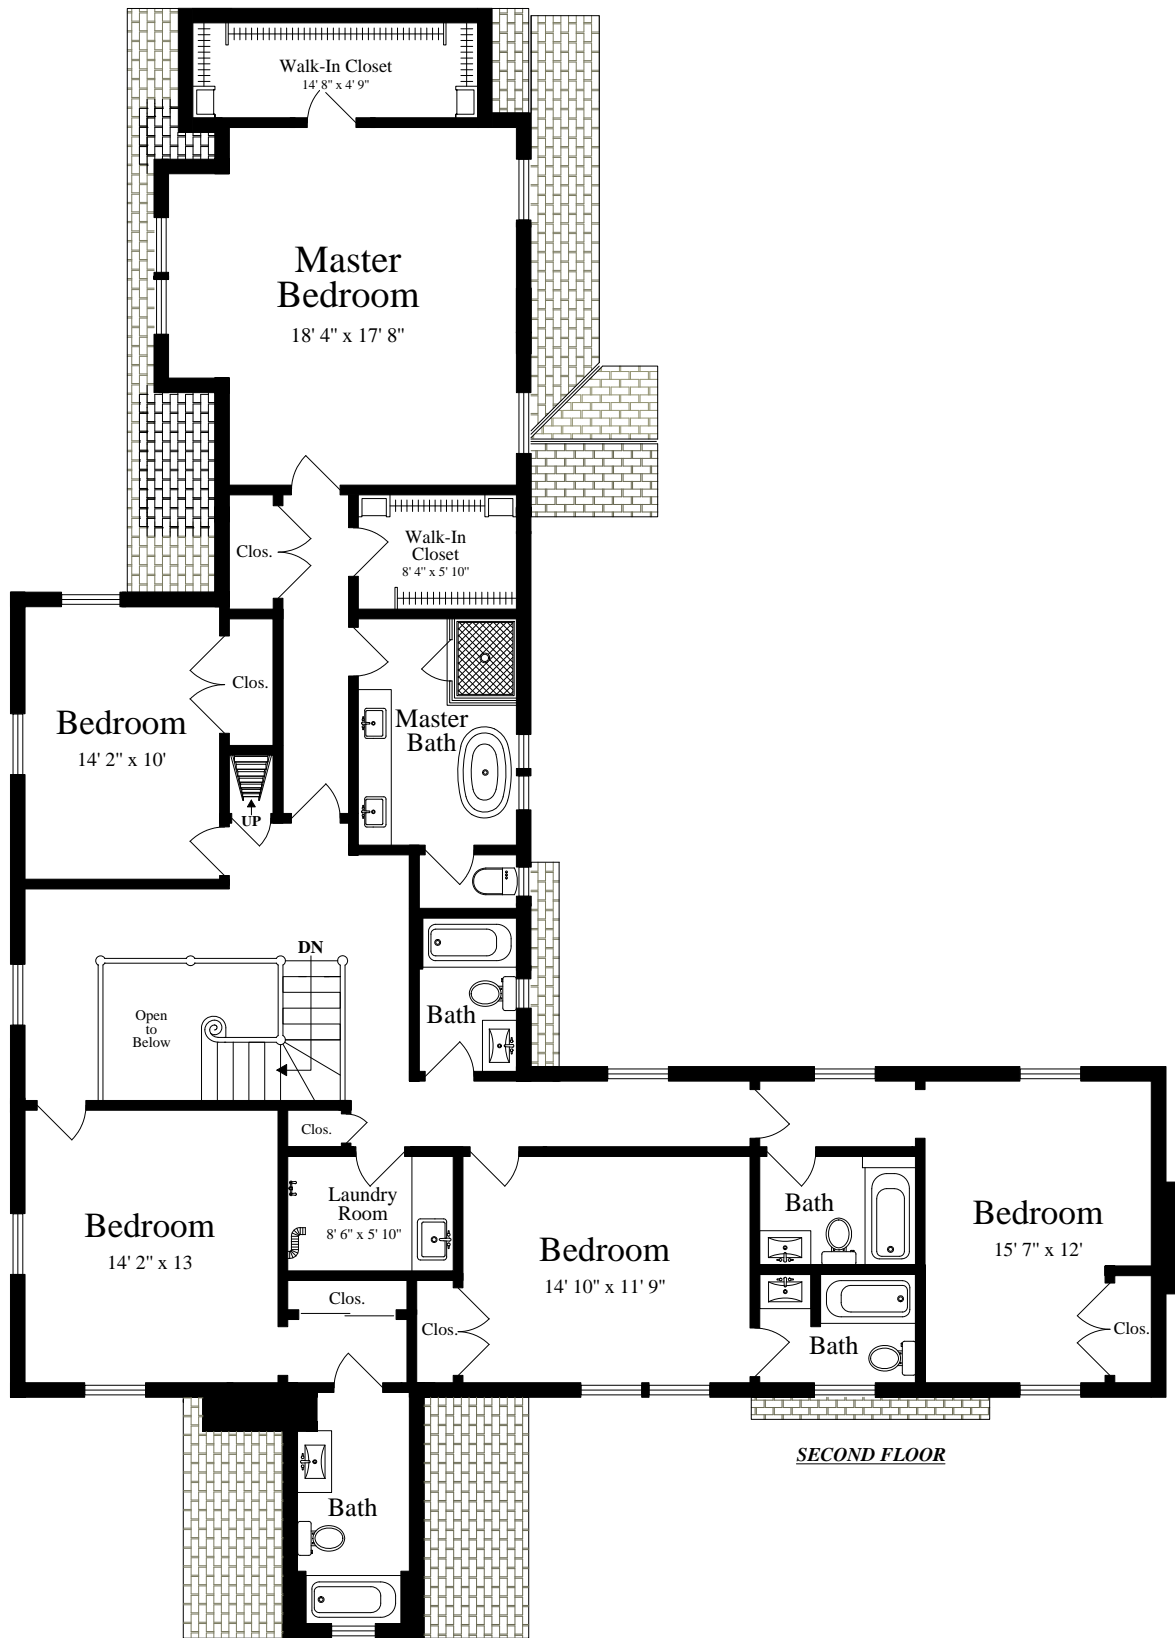 Walk-In Closet
14' 8" x 4' 9"
Master
Bedroom
18' 4" x 17' 8"
Clos.
Walk-In
Closet
8' 4" x 5' 10"
Clos.
Bedroom
14' 2" x 10'
Master
Bath
UP
DN
Open
to
Below
Bath
Clos.
Laundry
Room
8' 6" x 5' 10"
Bedroom
14' 2" x 13
Bedroom
14' 10" x 11' 9"
Bath
Bedroom
15' 7" x 12'
Clos.
Clos.
Bath
Clos.
SECOND FLOOR
Bath